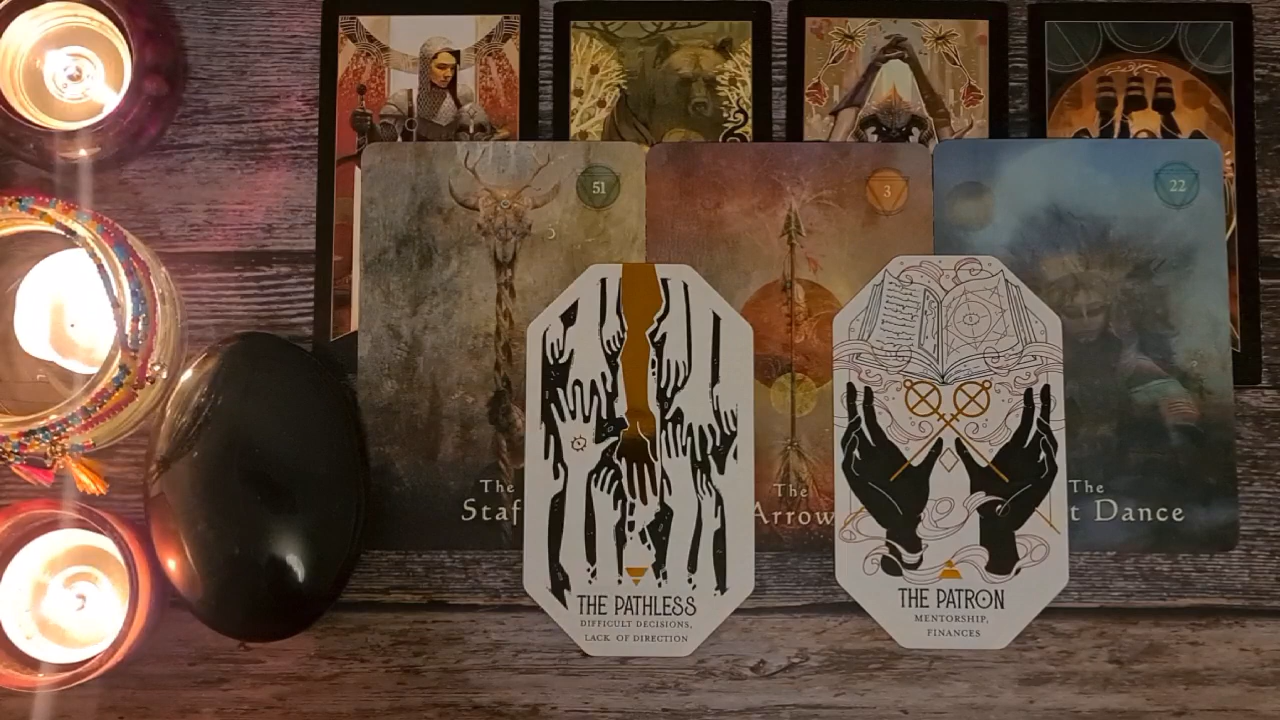 51
3
22
The
Staf
The
Arrow
The
t Dance
THE PATHLESS
DIFFICULT DECISIONS,
LACK OF DIRECTION
THE PATRON
MENTORSHIP,
FINANCES